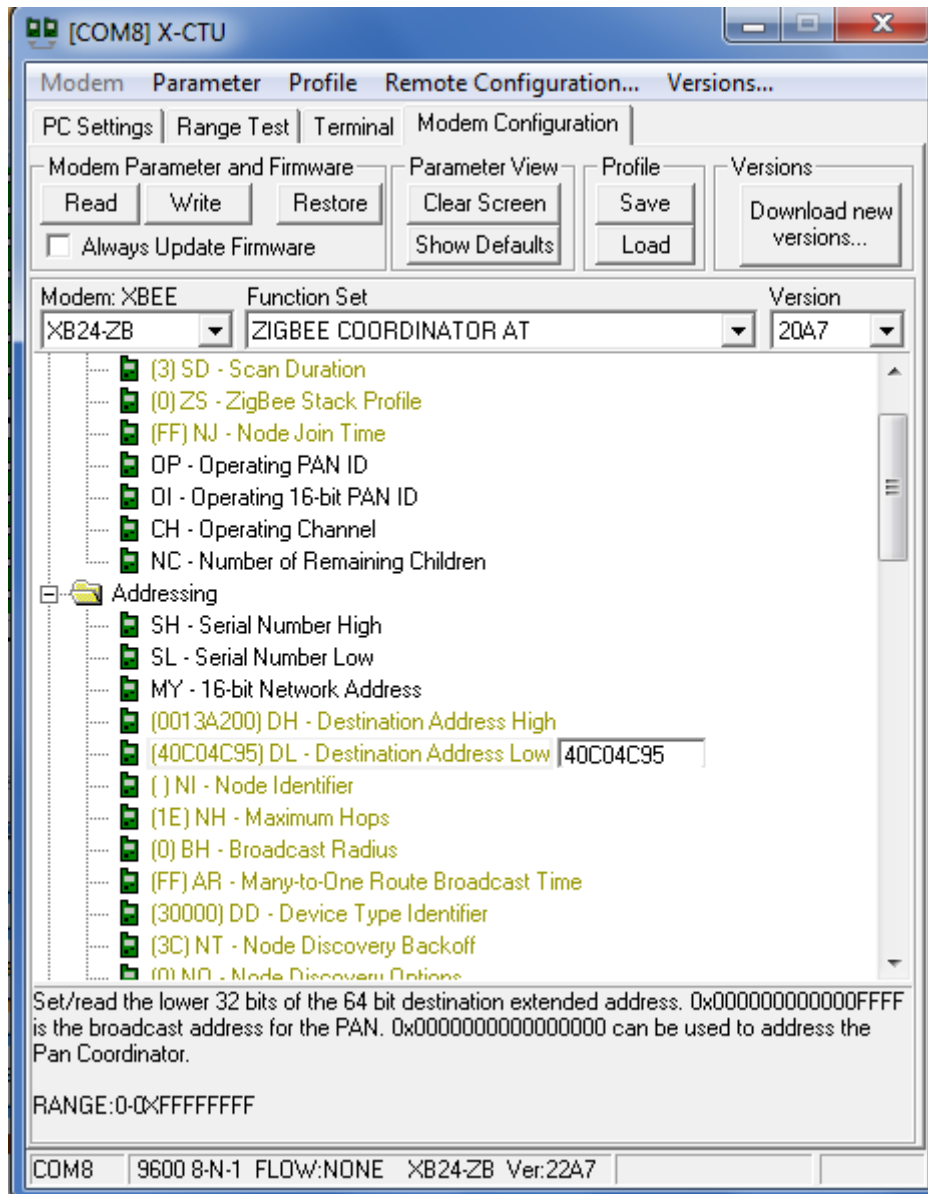 [COM8] X-CTU
Modem Parameter Profile Remote Configuration... Versions...
PC Settings Range Test Terminal Modem Configuration
Modem Parameter and Firmware Parameter View Profile Versions
Read Write Restore Clear Screen Save Download new versions...
Always Update Firmware Show Defaults Load
Modem: XBEE Function Set Version
XB24-ZB ZIGBEE COORDINATOR AT 20A7
(3) SD - Scan Duration
(0) ZS - ZigBee Stack Profile
(FF) NJ - Node Join Time
OP - Operating PAN ID
OI - Operating 16-bit PAN ID
CH - Operating Channel
NC - Number of Remaining Children
Addressing
SH - Serial Number High
SL - Serial Number Low
MY - 16-bit Network Address
(0013A200) DH - Destination Address High
(40C04C95) DL - Destination Address Low 40C04C95
( ) NI - Node Identifier
(1E) NH - Maximum Hops
(0) BH - Broadcast Radius
(FF) AR - Many-to-One Route Broadcast Time
(30000) DD - Device Type Identifier
(3C) NT - Node Discovery Backoff
(0) NO - Node Discovery Options
Set/read the lower 32 bits of the 64 bit destination extended address. 0x000000000000FFFF
is the broadcast address for the PAN. 0x0000000000000000 can be used to address the
Pan Coordinator.
RANGE:0-0XFFFFFFFF
COM8 9600 8-N-1 FLOW:NONE XB24-ZB Ver:22A7